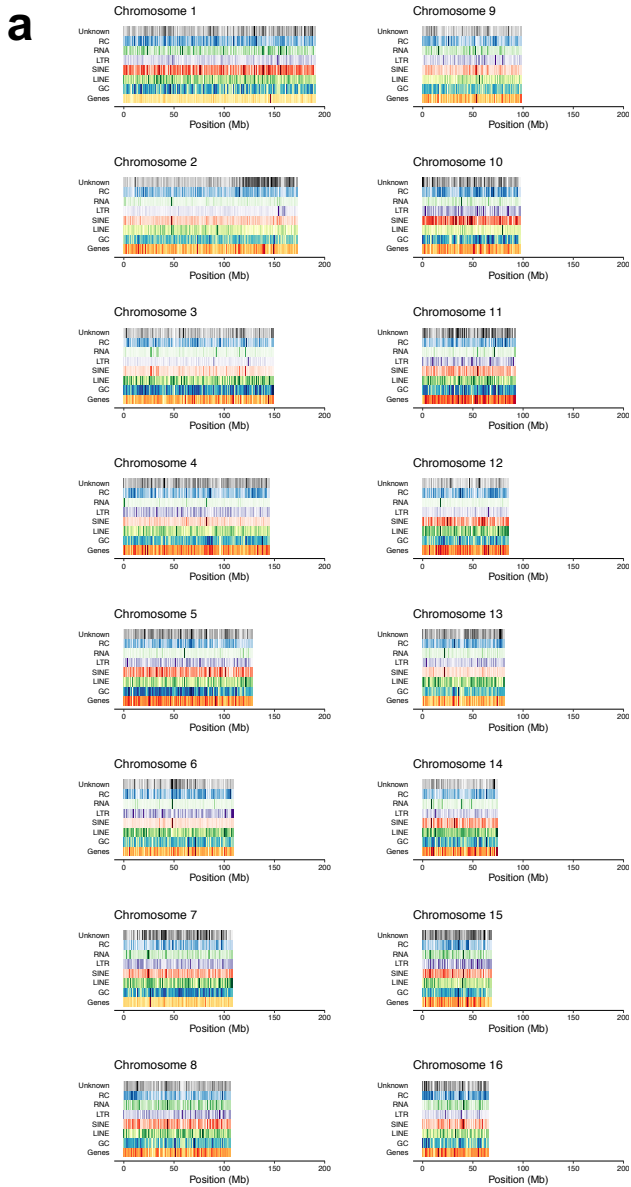 a
Chromosome 1
Unknown
RC
RNA
LTR
SINE
LINE
GC
Genes
0 50 100 150 200
Position (Mb)
Chromosome 9
Unknown
RC
RNA
LTR
SINE
LINE
GC
Genes
0 50 100 150 200
Position (Mb)
Chromosome 2
Unknown
RC
RNA
LTR
SINE
LINE
GC
Genes
0 50 100 150 200
Position (Mb)
Chromosome 10
Unknown
RC
RNA
LTR
SINE
LINE
GC
Genes
0 50 100 150 200
Position (Mb)
Chromosome 3
Unknown
RC
RNA
LTR
SINE
LINE
GC
Genes
0 50 100 150 200
Position (Mb)
Chromosome 11
Unknown
RC
RNA
LTR
SINE
LINE
GC
Genes
0 50 100 150 200
Position (Mb)
Chromosome 4
Unknown
RC
RNA
LTR
SINE
LINE
GC
Genes
0 50 100 150 200
Position (Mb)
Chromosome 12
Unknown
RC
RNA
LTR
SINE
LINE
GC
Genes
0 50 100 150 200
Position (Mb)
Chromosome 5
Unknown
RC
RNA
LTR
SINE
LINE
GC
Genes
0 50 100 150 200
Position (Mb)
Chromosome 13
Unknown
RC
RNA
LTR
SINE
LINE
GC
Genes
0 50 100 150 200
Position (Mb)
Chromosome 6
Unknown
RC
RNA
LTR
SINE
LINE
GC
Genes
0 50 100 150 200
Position (Mb)
Chromosome 14
Unknown
RC
RNA
LTR
SINE
LINE
GC
Genes
0 50 100 150 200
Position (Mb)
Chromosome 7
Unknown
RC
RNA
LTR
SINE
LINE
GC
Genes
0 50 100 150 200
Position (Mb)
Chromosome 15
Unknown
RC
RNA
LTR
SINE
LINE
GC
Genes
0 50 100 150 200
Position (Mb)
Chromosome 8
Unknown
RC
RNA
LTR
SINE
LINE
GC
Genes
0 50 100 150 200
Position (Mb)
Chromosome 16
Unknown
RC
RNA
LTR
SINE
LINE
GC
Genes
0 50 100 150 200
Position (Mb)